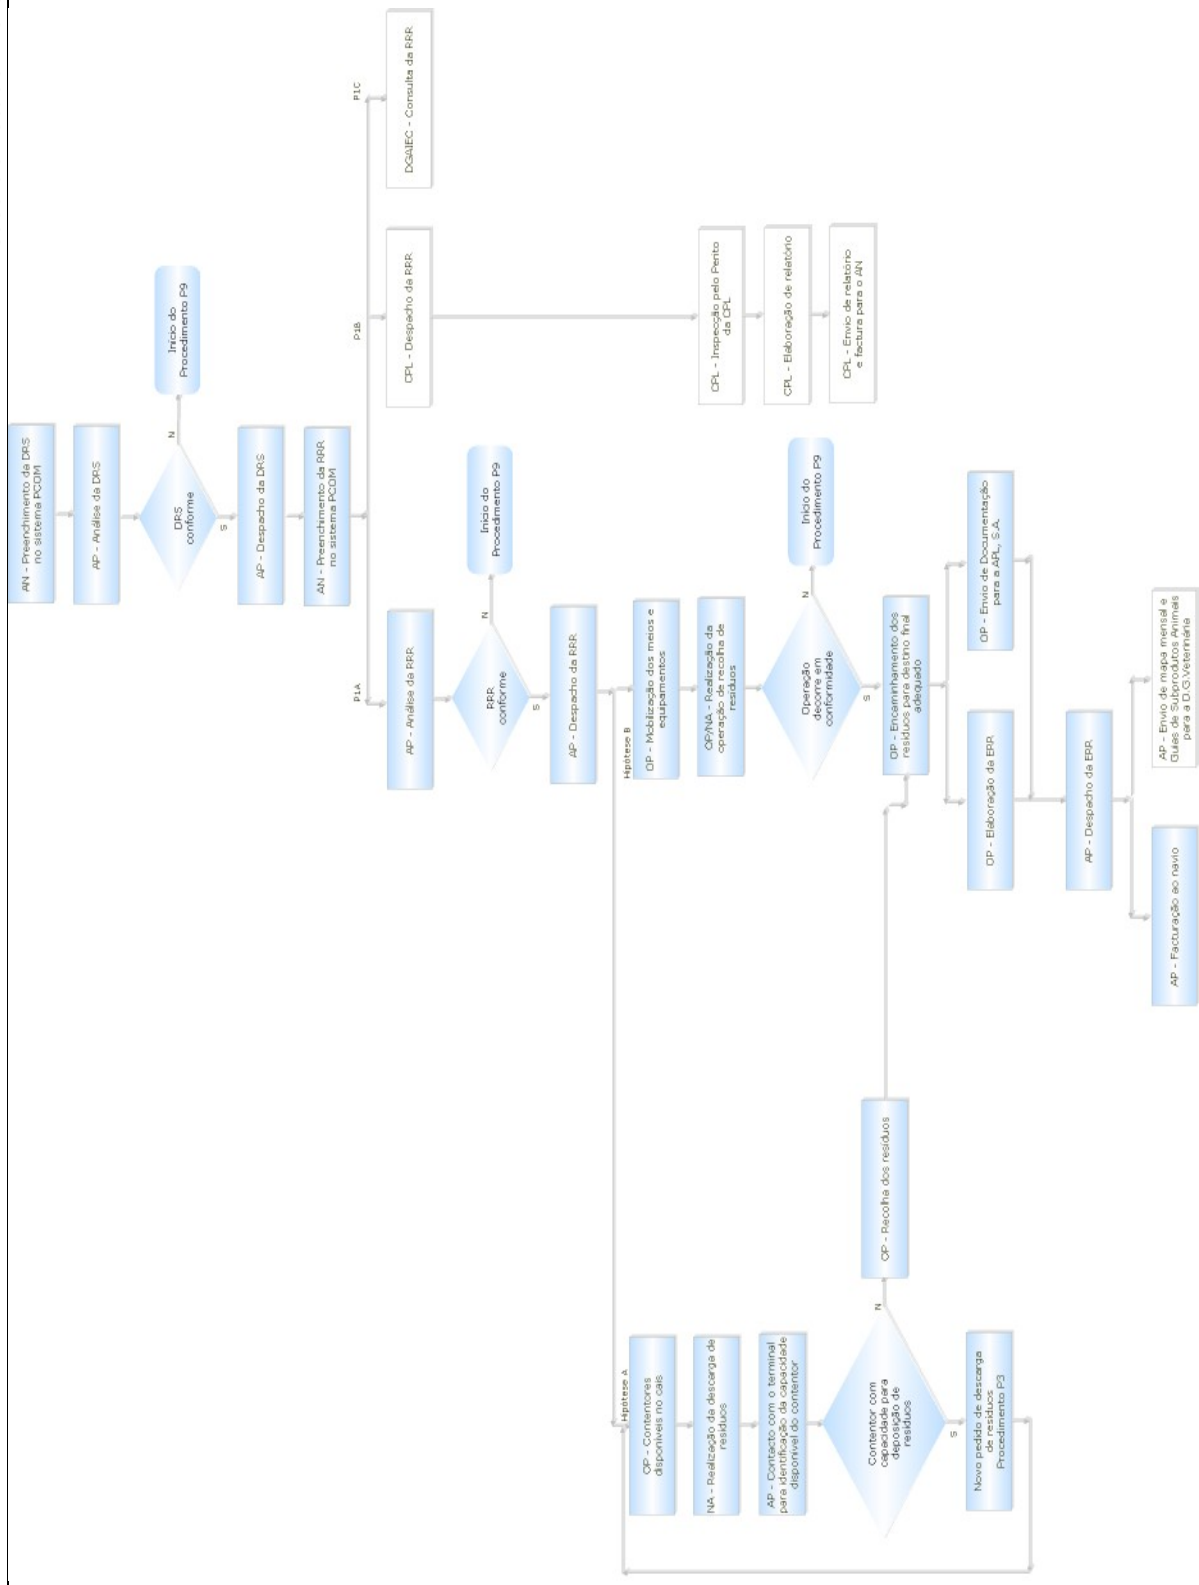 AN - Preenchimento da DRS
no sistema PCOM
AP - Análise da DRS
DRS
conforme
N
Início do
Procedimento P9
S
AP - Despacho da DRS
AN - Preenchimento da RRR
no sistema PCOM
P1A
P1B
P1C
AP - Análise da RRR
CPL - Despacho da RRR
DGAIEC - Consulta da RRR
RRR
conforme
N
Início do
Procedimento P9
S
AP - Despacho da RRR
Hipótese A
Hipótese B
OP - Contentores
disponíveis no cais
OP - Mobilização dos meios e
equipamentos
NA - Realização da descarga de
resíduos
OP/NA - Realização da
operação de recolha de
resíduos
CPL - Inspecção pelo Perito
da CPL
CPL - Elaboração de relatório
CPL - Envio de relatório
e factura para o AN
AP - Contacto com o terminal
para identificação da capacidade
disponível do contentor
Operação
decorre em
conformidade
N
Início do
Procedimento P9
S
Contentor com
capacidade para
deposição de
resíduos
N
OP - Recolha dos resíduos
OP - Encaminhamento dos
resíduos para destino final
adequado
S
Novo pedido de descarga
de resíduos
Procedimento P3
OP - Elaboração da ERR
OP - Envio de Documentação
para a APL, S.A.
AP - Despacho da ERR
AP - Facturação ao navio
AP - Envio de mapa mensal e
Guias de Subprodutos Animais
para a D.G.Veterinária